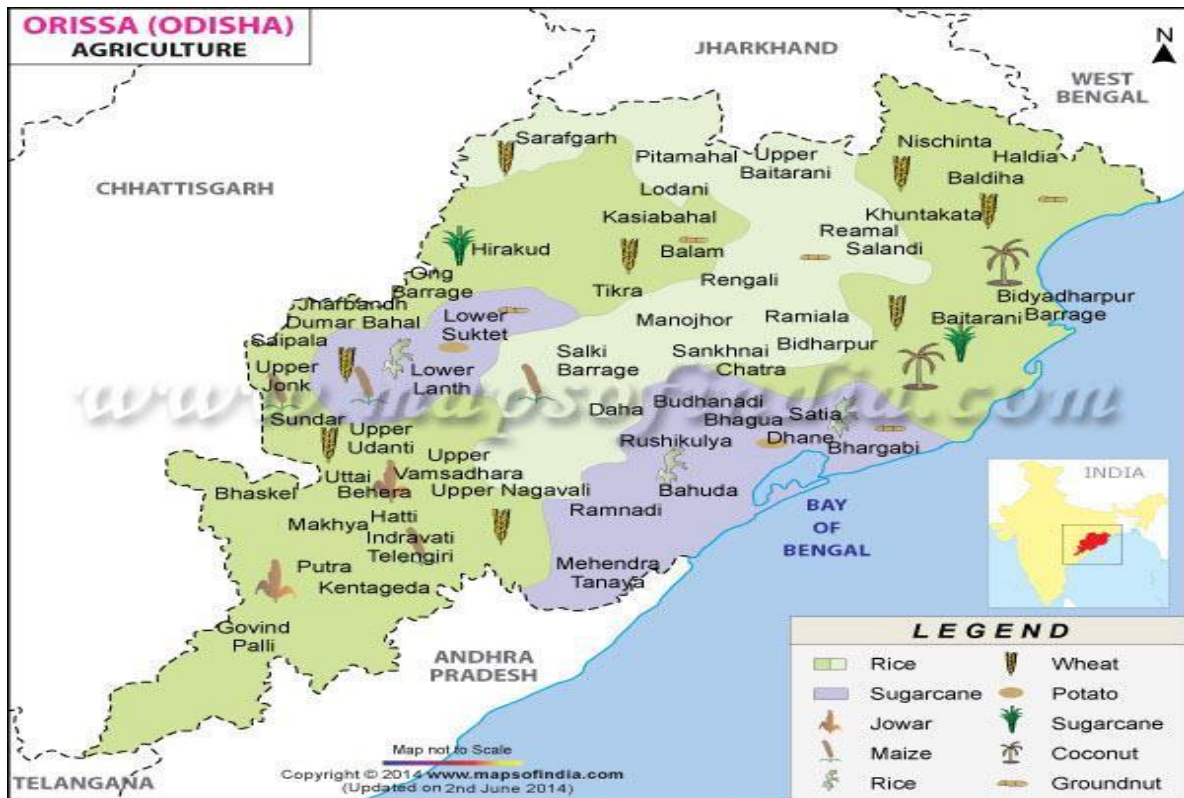 ORISSA (ODISHA)
AGRICULTURE
JHARKHAND
N
WEST
BENGAL
CHHATTISGARH
Sarafgarh
Pitamahal
Upper
Baitarani
Nischinta
Haldia
Baldiha
Lodani
Kasiabahal
Balam
Khuntakata
Reamal
Salandi
Hirakud
Ong
Barrage
Tikra
Rengali
Bidyadharpur
Barrage
Baitarani
Jharbandh
Dumar Bahal
Saipala
Lower
Suktet
Manojhor
Ramiala
Bidharpur
Upper
Jonk
Lower
Lanth
Salki
Barrage
Sankhnai
Chatra
www.mapsofindia.com
Sundar
Daha
Budhanadi
Bhagua
Satia
Dhane
Bhargabi
Upper
Udanti
Rushikulya
Upper
Vamsadhara
Uttai
Behera
Upper Nagavali
Bhaskel
Bahuda
Ramnadi
Makhya
Hatti
Indravati
Telengiri
Putra
Kentageda
Mehendra
Tanaya
Govind
Palli
BAY
OF
BENGAL
INDIA
ANDHRA
PRADESH
TELANGANA
Map not to Scale
Copyright © 2014 www.mapsofindia.com
(Updated on 2nd June 2014)
LEGEND
Rice
Wheat
Sugarcane
Potato
Jowar
Sugarcane
Maize
Coconut
Rice
Groundnut